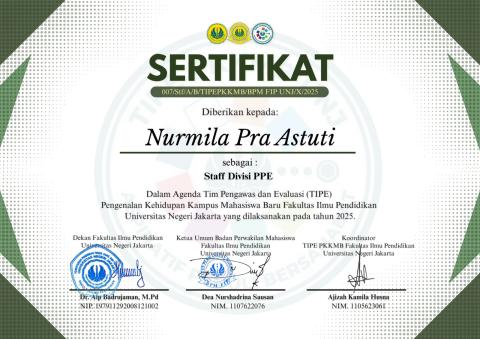 SERTIFIKAT
007/Stf/A/B/TIPEPKKMB/BPM FIP UNJ/X/2025
Diberikan kepada:
Nurmila Pra Astuti
sebagai :
Staff Divisi PPE
Dalam Agenda Tim Pengawas dan Evaluasi (TIPE)
Pengenalan Kehidupan Kampus Mahasiswa Baru Fakultas Ilmu Pendidikan
Universitas Negeri Jakarta yang dilaksanakan pada tahun 2025.
Dekan Fakultas Ilmu Pendidikan
Universitas Negeri Jakarta
Dr. Aip Badrujaman, M.Pd
NIP. 197911292008121002
Ketua Umum Badan Perwakilan Mahasiswa
Fakultas Ilmu Pendidikan
Universitas Negeri Jakarta
Dea Nurshadrina Sausan
NIM. 1107622076
Koordinator
TIPE PKKMB Fakultas Ilmu Pendidikan
Universitas Negeri Jakarta
Ajizah Kamila Husna
NIM. 1105623061